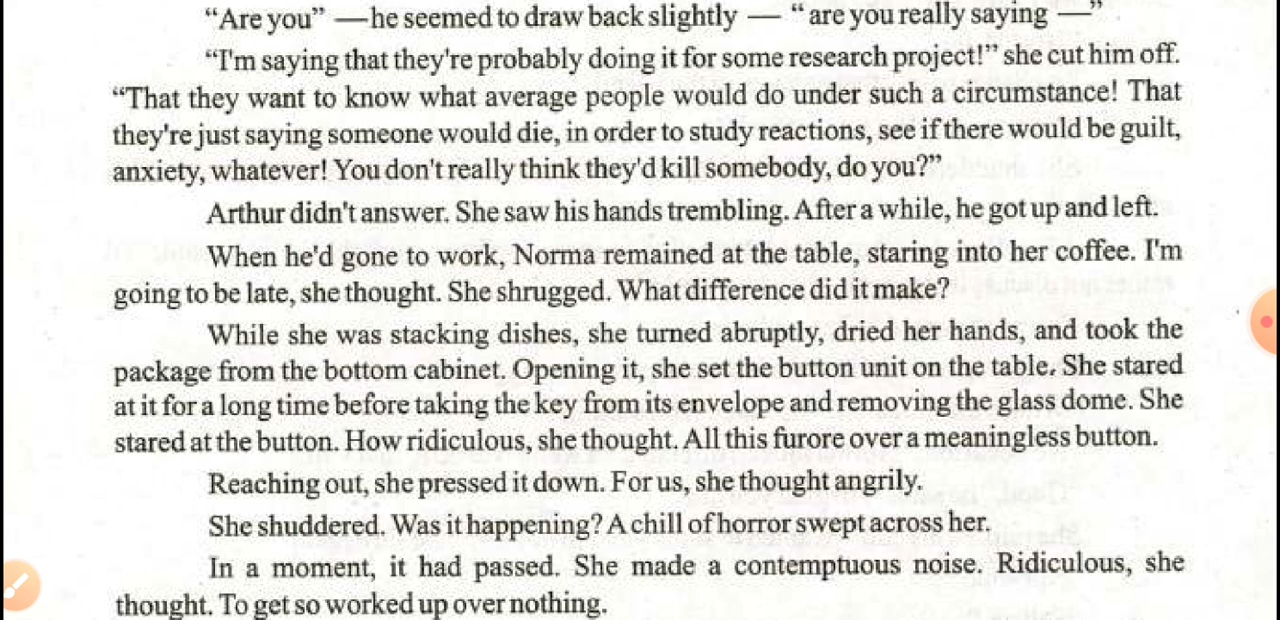 “Are you” —he seemed to draw back slightly — “are you really saying —”
“I'm saying that they're probably doing it for some research project!” she cut him off.
“That they want to know what average people would do under such a circumstance! That
they're just saying someone would die, in order to study reactions, see if there would be guilt,
anxiety, whatever! You don't really think they'd kill somebody, do you?”
Arthur didn't answer. She saw his hands trembling. After a while, he got up and left.
When he'd gone to work, Norma remained at the table, staring into her coffee. I'm
going to be late, she thought. She shrugged. What difference did it make?
While she was stacking dishes, she turned abruptly, dried her hands, and took the
package from the bottom cabinet. Opening it, she set the button unit on the table. She stared
at it for a long time before taking the key from its envelope and removing the glass dome. She
stared at the button. How ridiculous, she thought. All this furore over a meaningless button.
Reaching out, she pressed it down. For us, she thought angrily.
She shuddered. Was it happening? A chill of horror swept across her.
In a moment, it had passed. She made a contemptuous noise. Ridiculous, she
thought. To get so worked up over nothing.